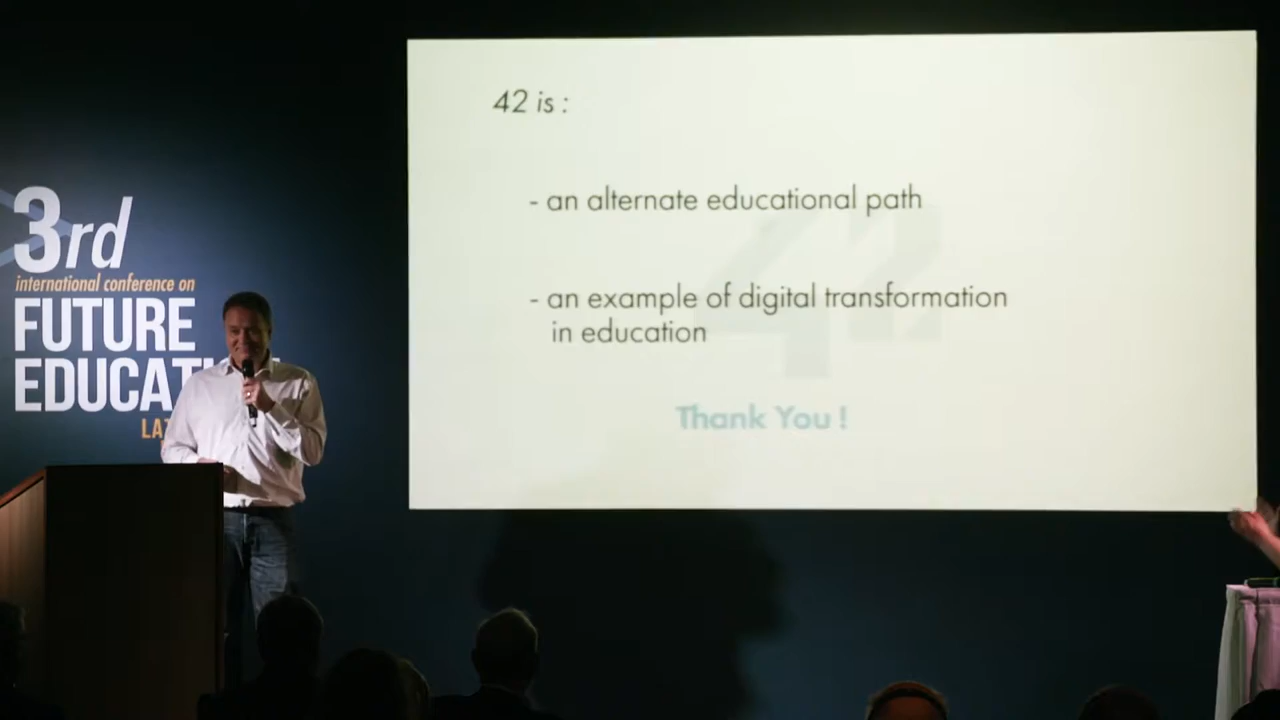 3rd
international conference on
FUTURE
42 is :
- an alternate educational path
- an example of digital transformation
in education
42
Thank You !